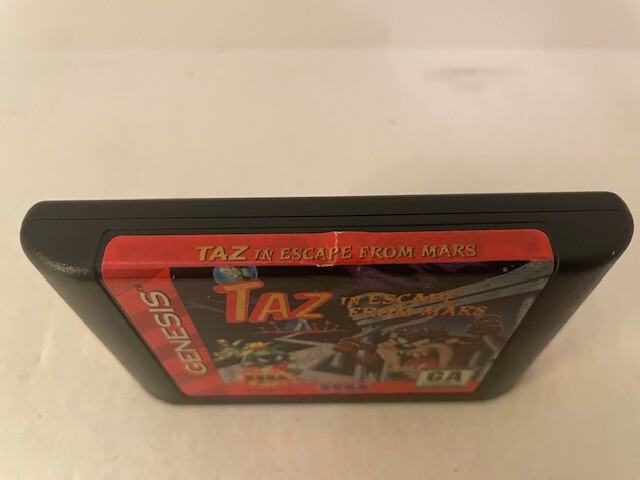 TAZ IN ESCAPE FROM MARS
TAZ
IN ESCAPE
FROM MARS
GENESIS
SEGA
SEGA
GA